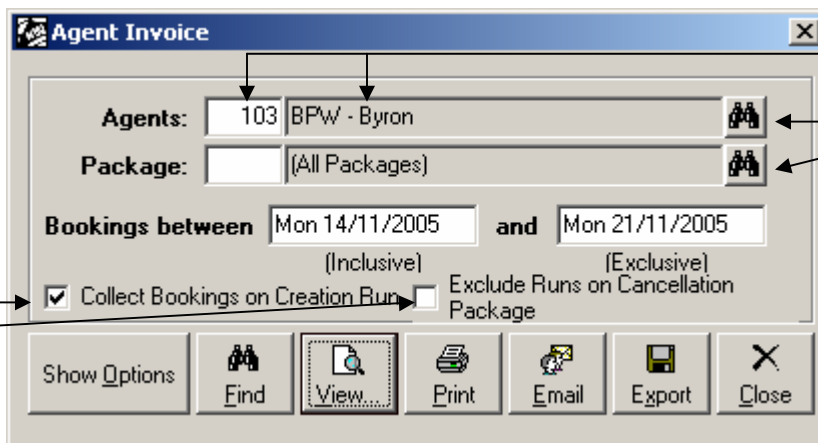 Agent Invoice
Agents: 103 BPW - Byron
Package: (All Packages)
Bookings between Mon 14/11/2005 and Mon 21/11/2005
(Inclusive) (Exclusive)
Collect Bookings on Creation Run
Exclude Runs on Cancellation
Package
Show Options Find View... Print Email Export Close